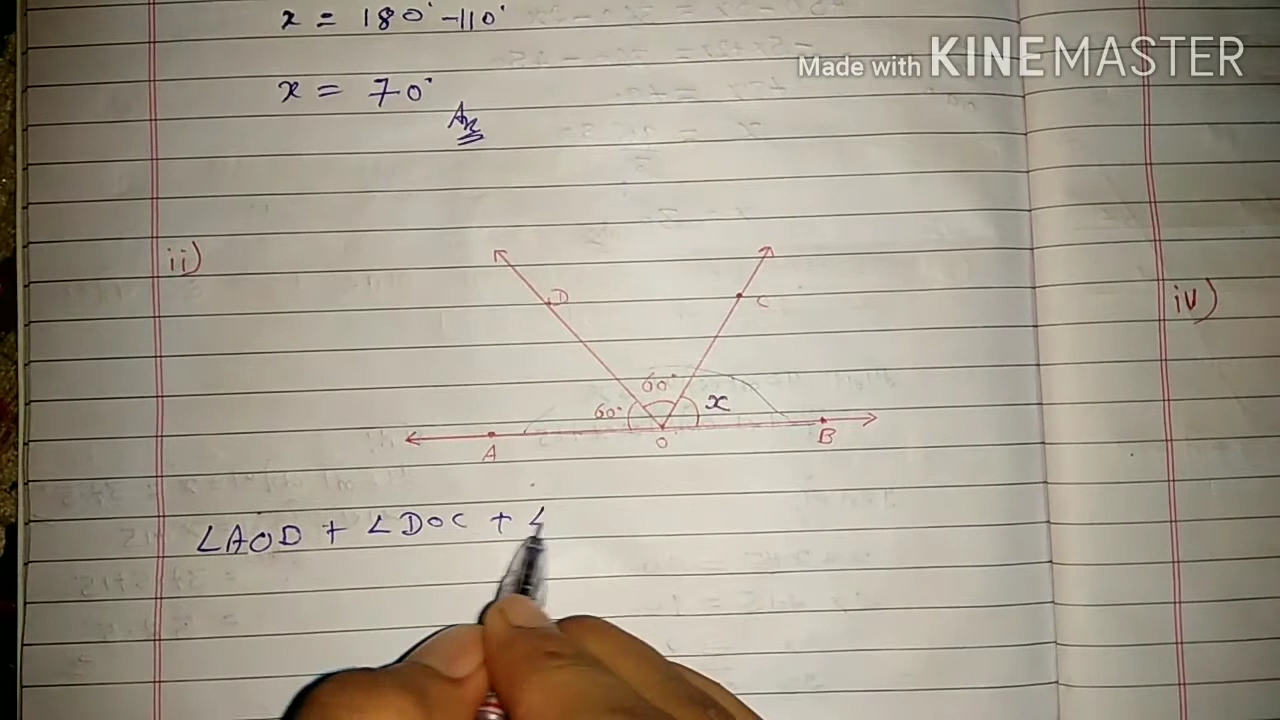 x = 180° - 110°
Made with KINEMASTER
x = 70°
Ans
ii)
D
C
iv)
60°
60°
x
A
O
B
∠AOD + ∠DOC + ∠